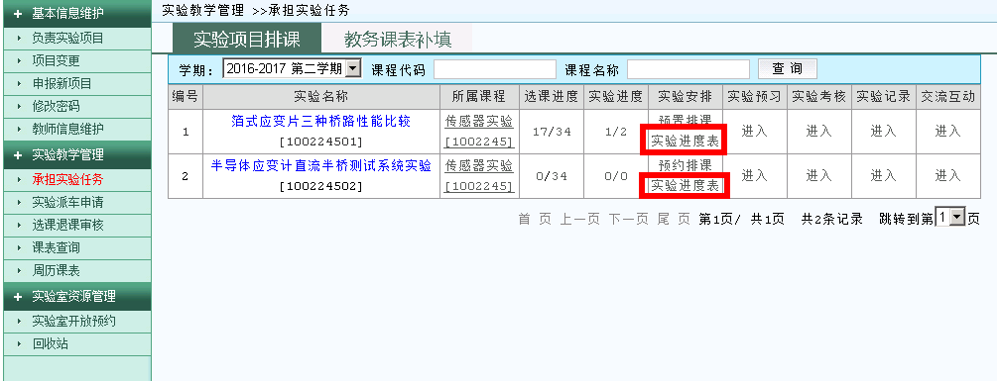 基本信息维护
负责实验项目
项目变更
申报新项目
修改密码
教师信息维护
实验教学管理
承担实验任务
实验派车申请
选课退课审核
课表查询
周历课表
实验室资源管理
实验室开放预约
回收站
实验教学管理 >>承担实验任务
实验项目排课 教务课表补填
学期: 2016-2017 第二学期 课程代码 课程名称 查 询
编号 实验名称 所属课程 选课进度 实验进度 实验安排 实验预习 实验考核 实验记录 交流互动
1 箔式应变片三种桥路性能比较 [100224501] 传感器实验 [1002245] 17/34 1/2 预置排课 实验进度表 进入 进入 进入 进入
2 半导体应变计直流半桥测试系统实验 [100224502] 传感器实验 [1002245] 0/34 0/0 预约排课 实验进度表 进入 进入 进入 进入
首 页 上一页 下一页 尾 页 第1页/ 共1页 共2条记录 跳转到第 1 页